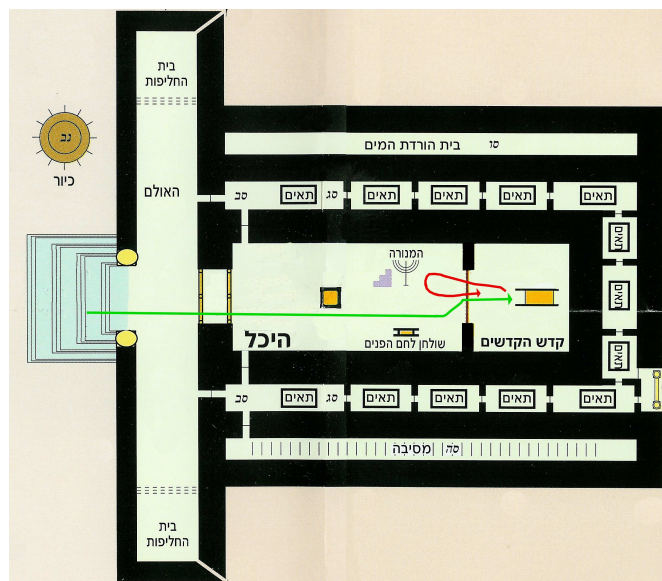 בית
החליפות
נב
כיור
האולם
סו בית הורדת המים
סב
תאים
סג
תאים
תאים
תאים
תאים
תאים
תאים
תאים
המנורה
היכל
שולחן לחם הפנים
קדש הקדשים
סב
תאים
סג
תאים
תאים
תאים
תאים
סה מסיבה
בית
החליפות